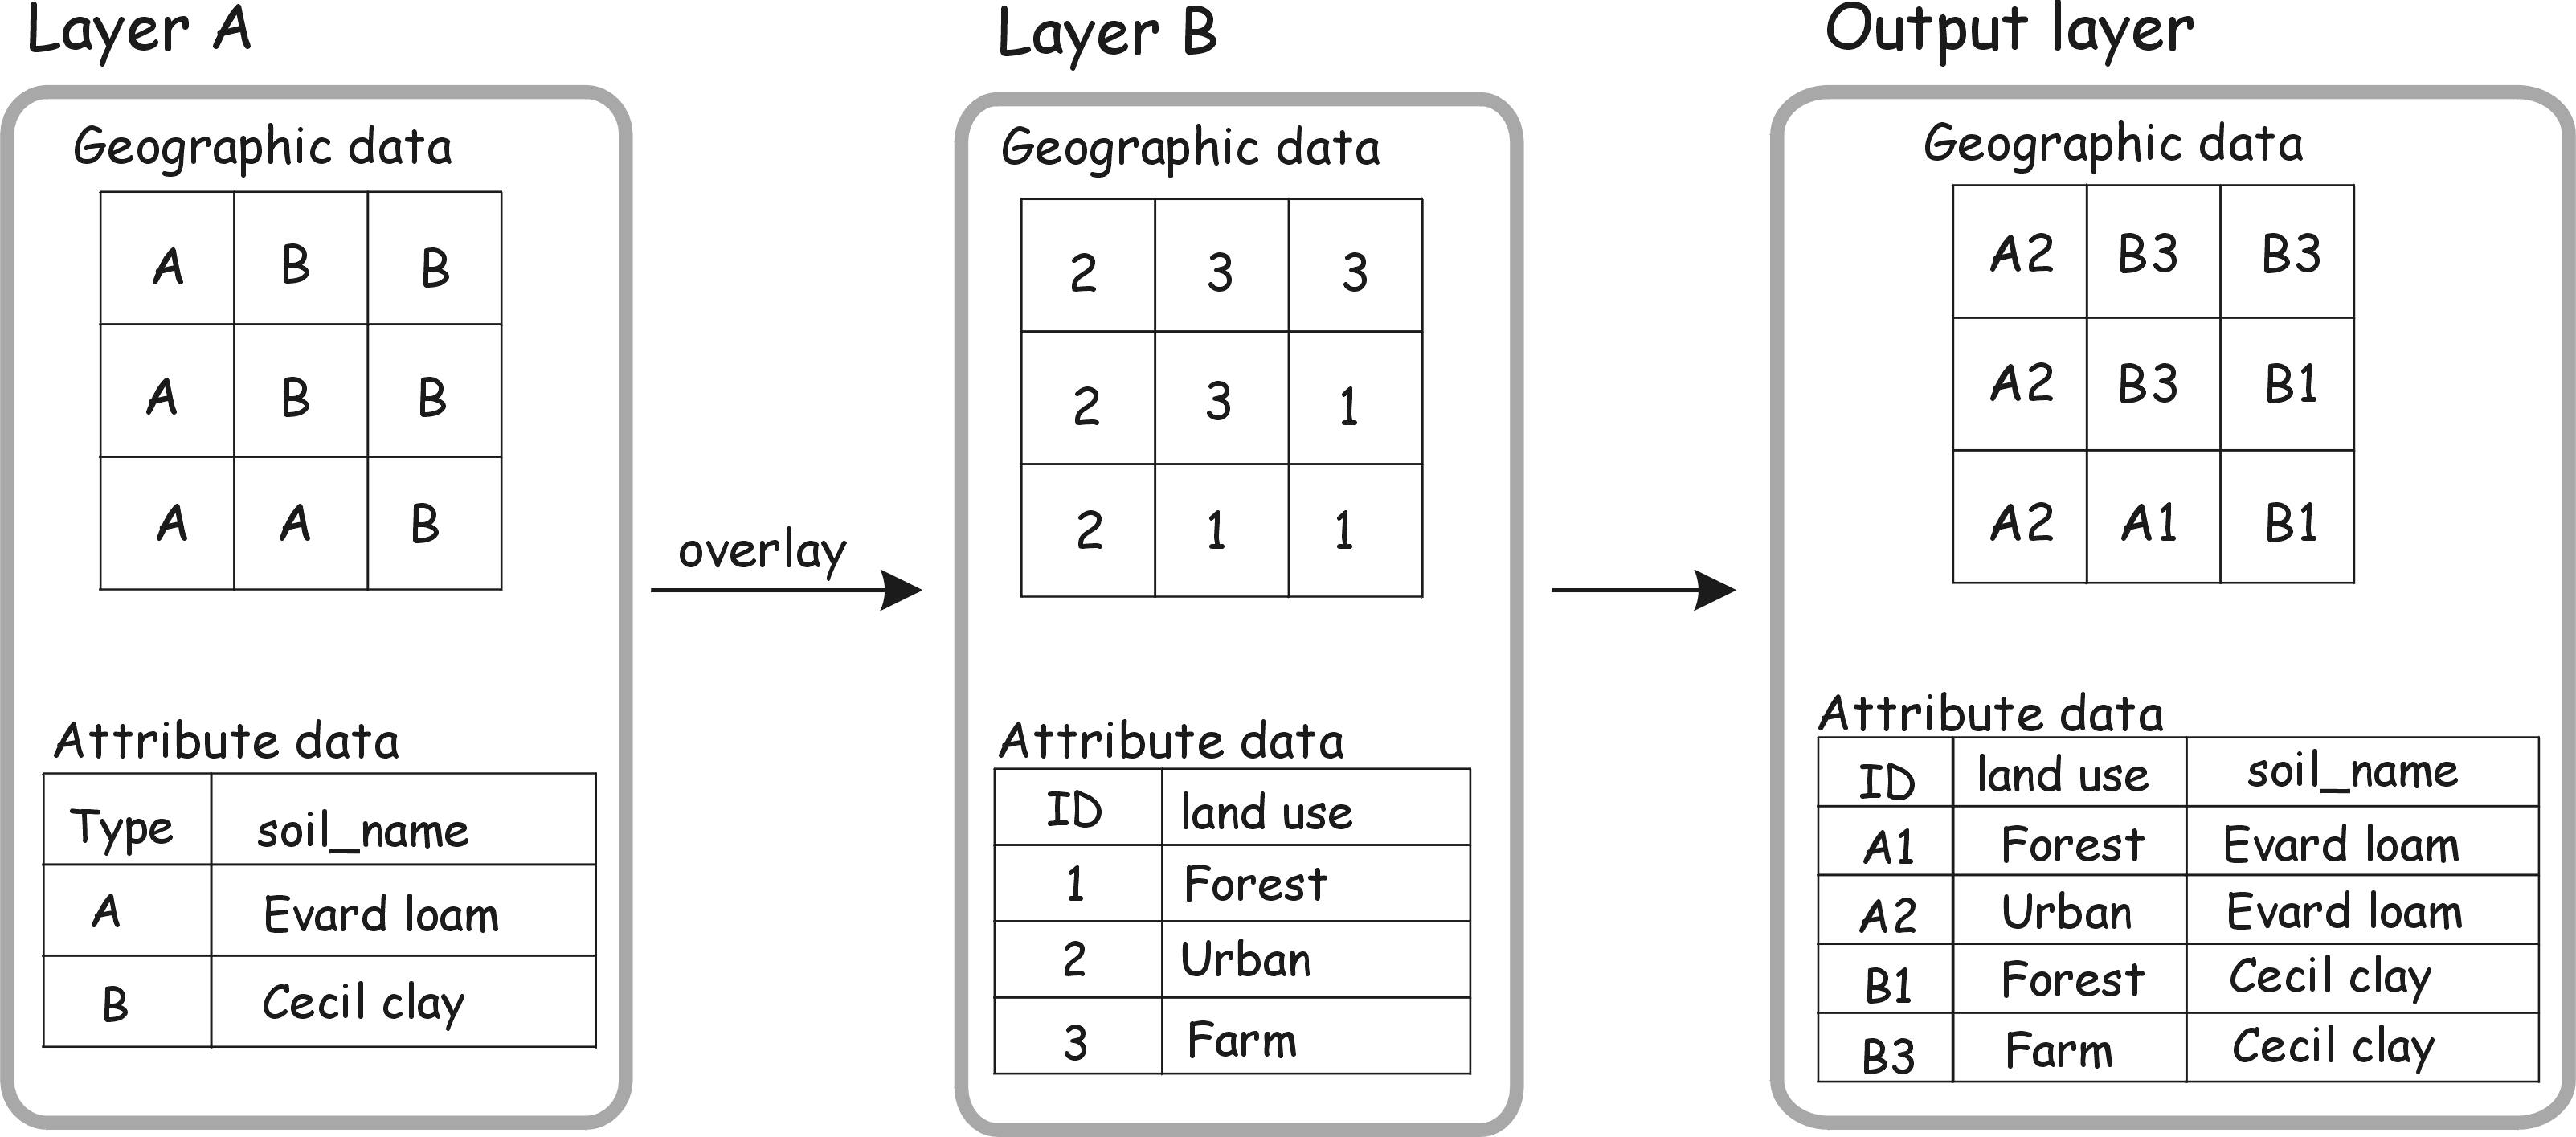 Layer A
Geographic data
A B B
A B B
A A B
Attribute data
Type soil_name
A Evard loam
B Cecil clay
overlay
Layer B
Geographic data
2 3 3
2 3 1
2 1 1
Attribute data
ID land use
1 Forest
2 Urban
3 Farm
Output layer
Geographic data
A2 B3 B3
A2 B3 B1
A2 A1 B1
Attribute data
ID land use soil_name
A1 Forest Evard loam
A2 Urban Evard loam
B1 Forest Cecil clay
B3 Farm Cecil clay